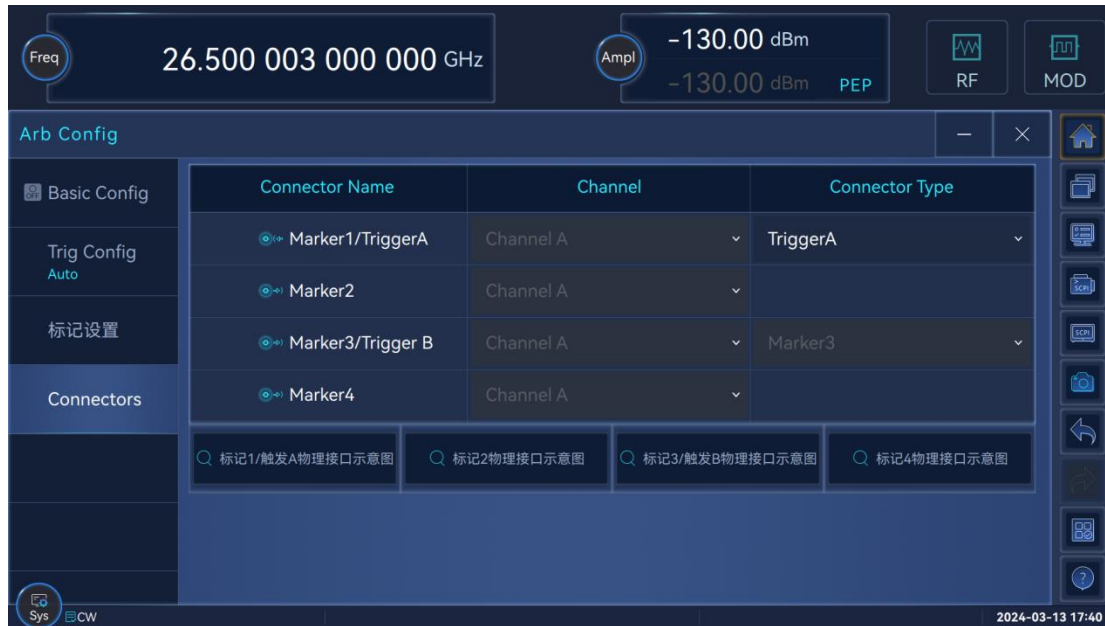 Freq
26.500 003 000 000 GHz
Ampl
-130.00 dBm
-130.00 dBm PEP
RF
MOD
Arb Config
OFF Basic Config
Trig Config
Auto
标记设置
Connectors
Connector Name Channel Connector Type
Marker1/TriggerA Channel A TriggerA
Marker2 Channel A
Marker3/Trigger B Channel A Marker3
Marker4 Channel A
标记1/触发A物理接口示意图 标记2物理接口示意图 标记3/触发B物理接口示意图 标记4物理接口示意图
SCPI
SCPI
Sys
CW
2024-03-13 17:40